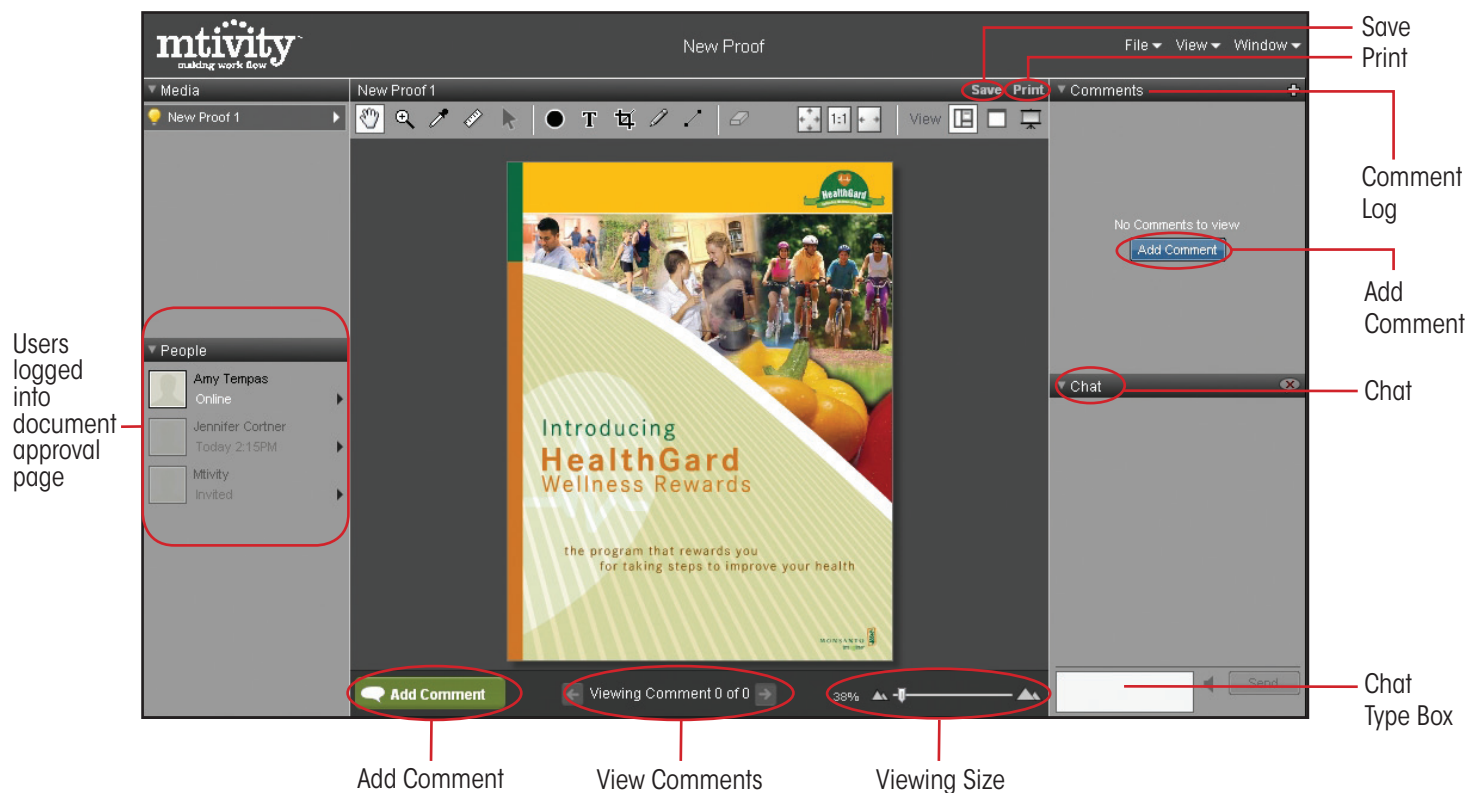 mtivity
making work flow
New Proof
File View Window
Save
Print
Media
New Proof 1
New Proof 1
Save Print
Comments
T
1:1
View
Comment
Log
No Comments to view
Add Comment
Add
Comment
Users
logged
into
document
approval
page
People
Amy Tempas
Online
Jennifer Cortner
Today 2:15PM
Mtivity
Invited
HealthGard
Introducing
HealthGard
Wellness Rewards
the program that rewards you
for taking steps to improve your health
MONSANTO
Chat
Chat
Add Comment
Viewing Comment 0 of 0
38%
Send
Chat
Type Box
Add Comment
View Comments
Viewing Size